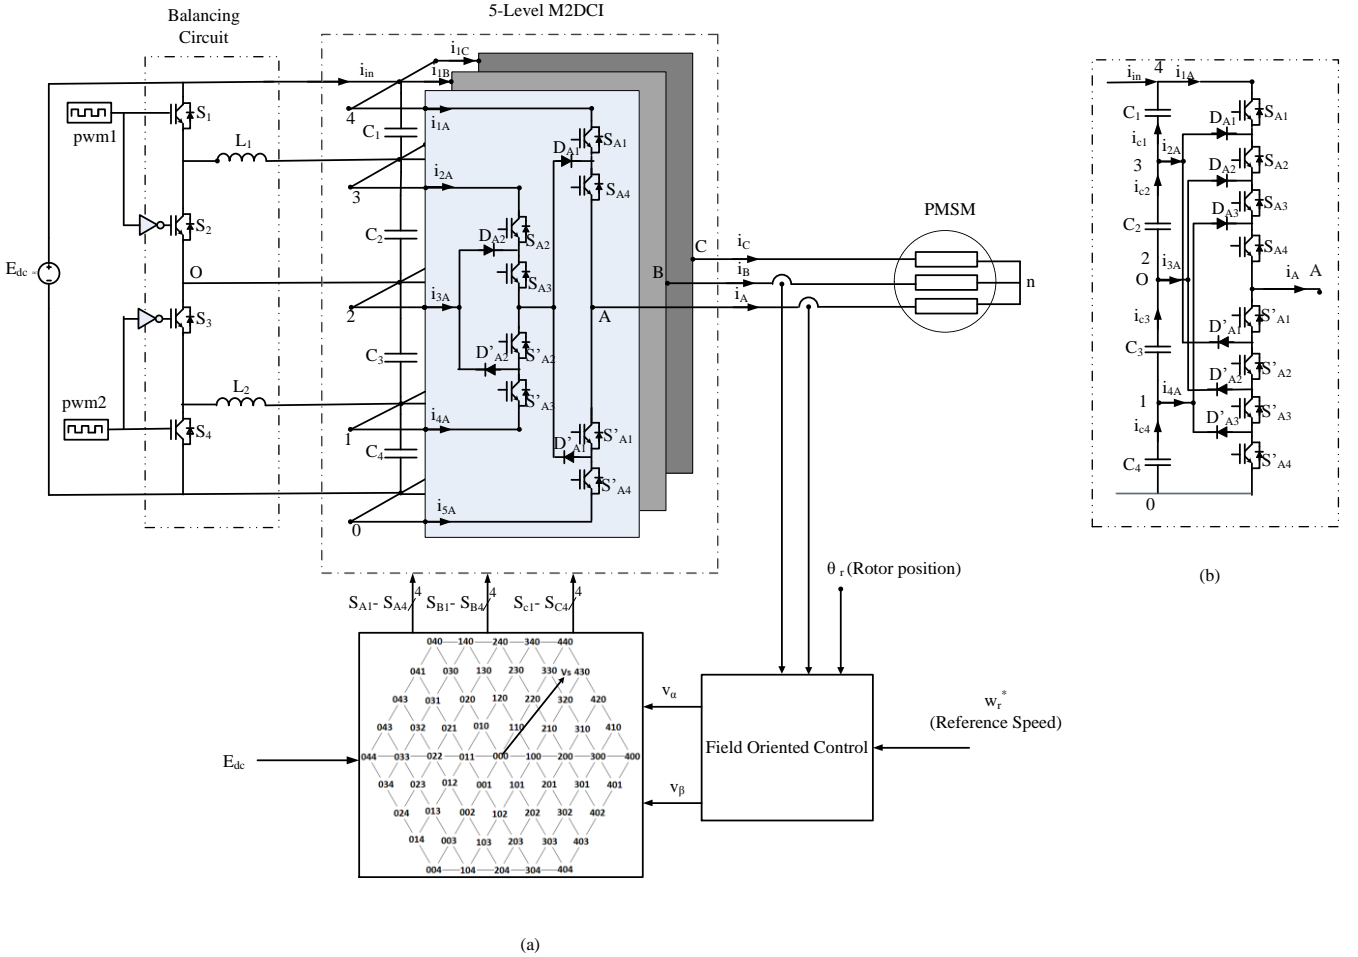 Balancing
Circuit
5-Level M2DCI
pwm1
S1
L1
S2
Edc
O
S3
L2
pwm2
S4
iin
i1C
i1B
4
i1A
C1
DA1
SA1
SA4
3
i2A
C2
DA2
SA2
SA3
2
i3A
A
B
C
C3
D'A2
S'A2
S'A3
1
i4A
C4
D'A1
S'A1
S'A4
0
i5A
iC
iB
iA
PMSM
n
iin
4
i1A
C1
DA1
SA1
ic1
i2A
3
DA2
SA2
ic2
DA3
SA3
C2
SA4
2
i3A
O
iA
A
ic3
S'A1
D'A1
C3
S'A2
D'A2
i4A
1
S'A3
D'A3
ic4
C4
S'A4
0
(b)
SA1- SA4
4
SB1- SB4
4
Sc1- SC4
4
θ r (Rotor position)
040 140 240 340 440
041 030 130 230 330 Vs 430
043 031 020 120 220 320 420
043 032 021 010 110 210 310 410
044 033 022 011 000 100 200 300 400
034 023 012 001 101 201 301 401
024 013 002 102 202 302 402
014 003 103 203 303 403
004 104 204 304 404
Edc
vα
vβ
Field Oriented Control
wr*
(Reference Speed)
(a)